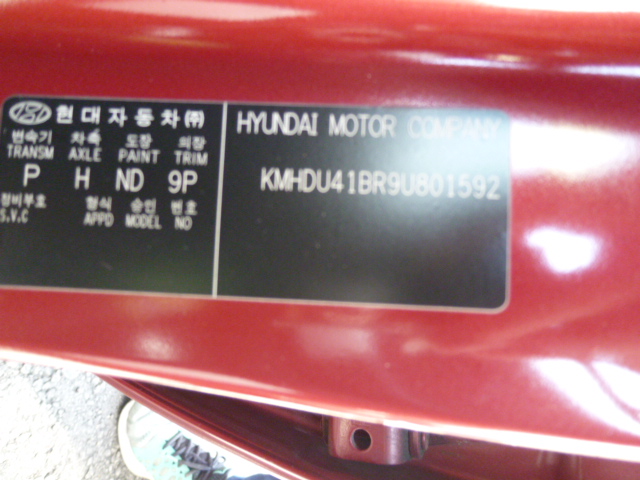 현대자동차㈜
변속기 차축 도장 의장
TRANSM AXLE PAINT TRIM
P H ND 9P
정비부호 형식 승인 번호
S.V.C APPD MODEL NO
HYUNDAI MOTOR COMPANY
KMHDU41BR9U801592